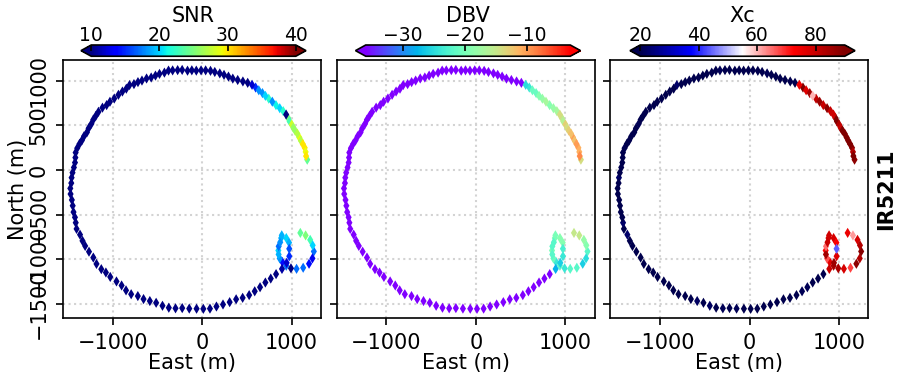 SNR DBV Xc
10 20 30 40 −30 −20 −10 20 40 60 80
North (m)
1000
500
0
−500
−1000
−1500
−1000 0 1000 −1000 0 1000 −1000 0 1000
East (m) East (m) East (m)
IR5211